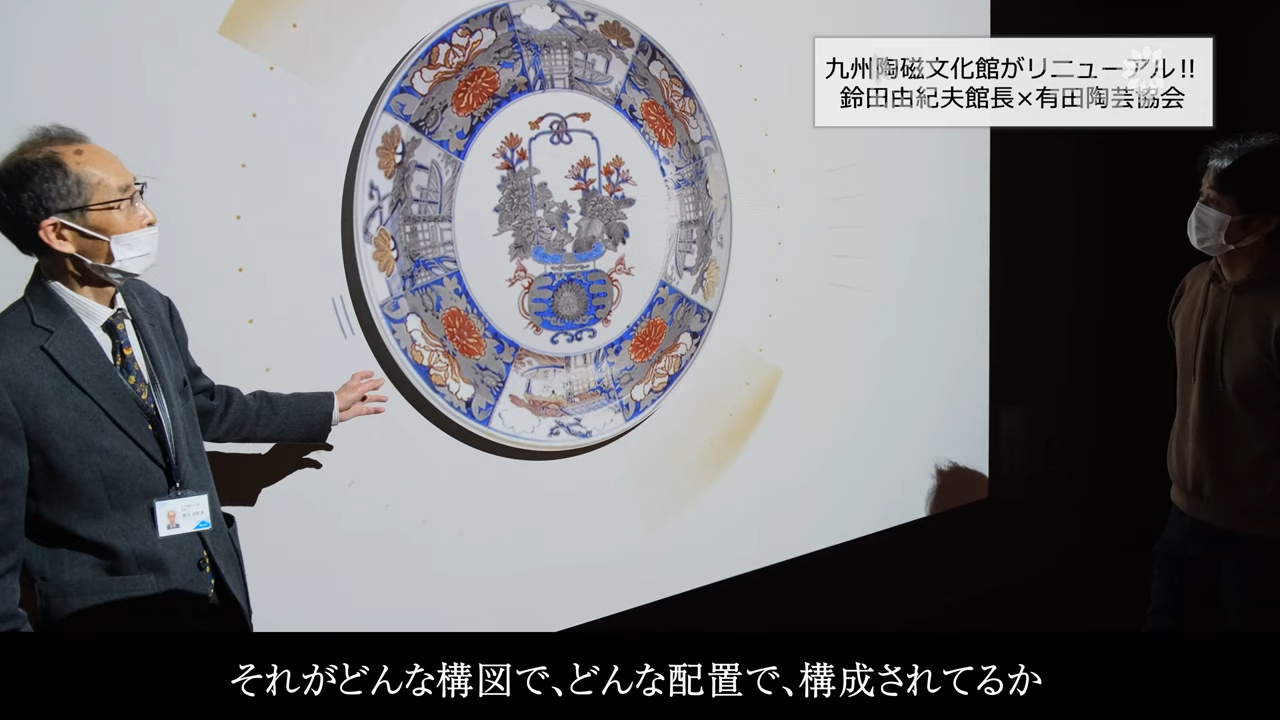 九州陶磁文化館がリニューアル!!
鈴田由紀夫館長×有田陶芸協会
それがどんな構図で、どんな配置で、構成されてるか